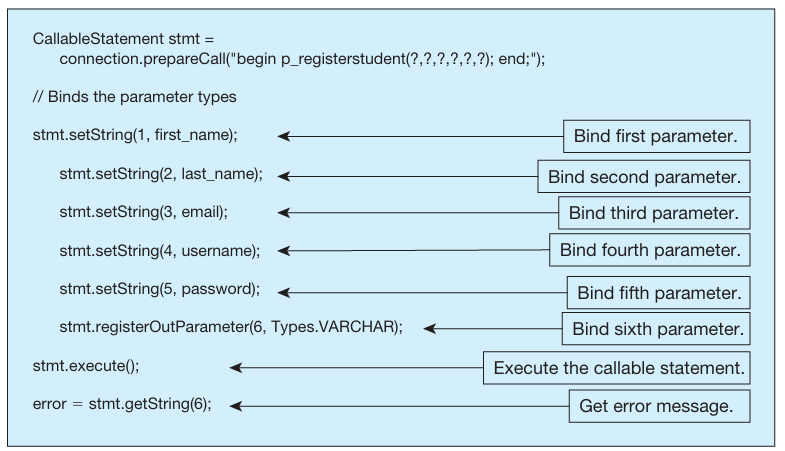 CallableStatement stmt =
connection.prepareCall("begin p_registerstudent(?,?,?,?,?,?); end;");
// Binds the parameter types
stmt.setString(1, first_name);
Bind first parameter.
stmt.setString(2, last_name);
Bind second parameter.
stmt.setString(3, email);
Bind third parameter.
stmt.setString(4, username);
Bind fourth parameter.
stmt.setString(5, password);
Bind fifth parameter.
stmt.registerOutParameter(6, Types.VARCHAR);
Bind sixth parameter.
stmt.execute();
Execute the callable statement.
error = stmt.getString(6);
Get error message.